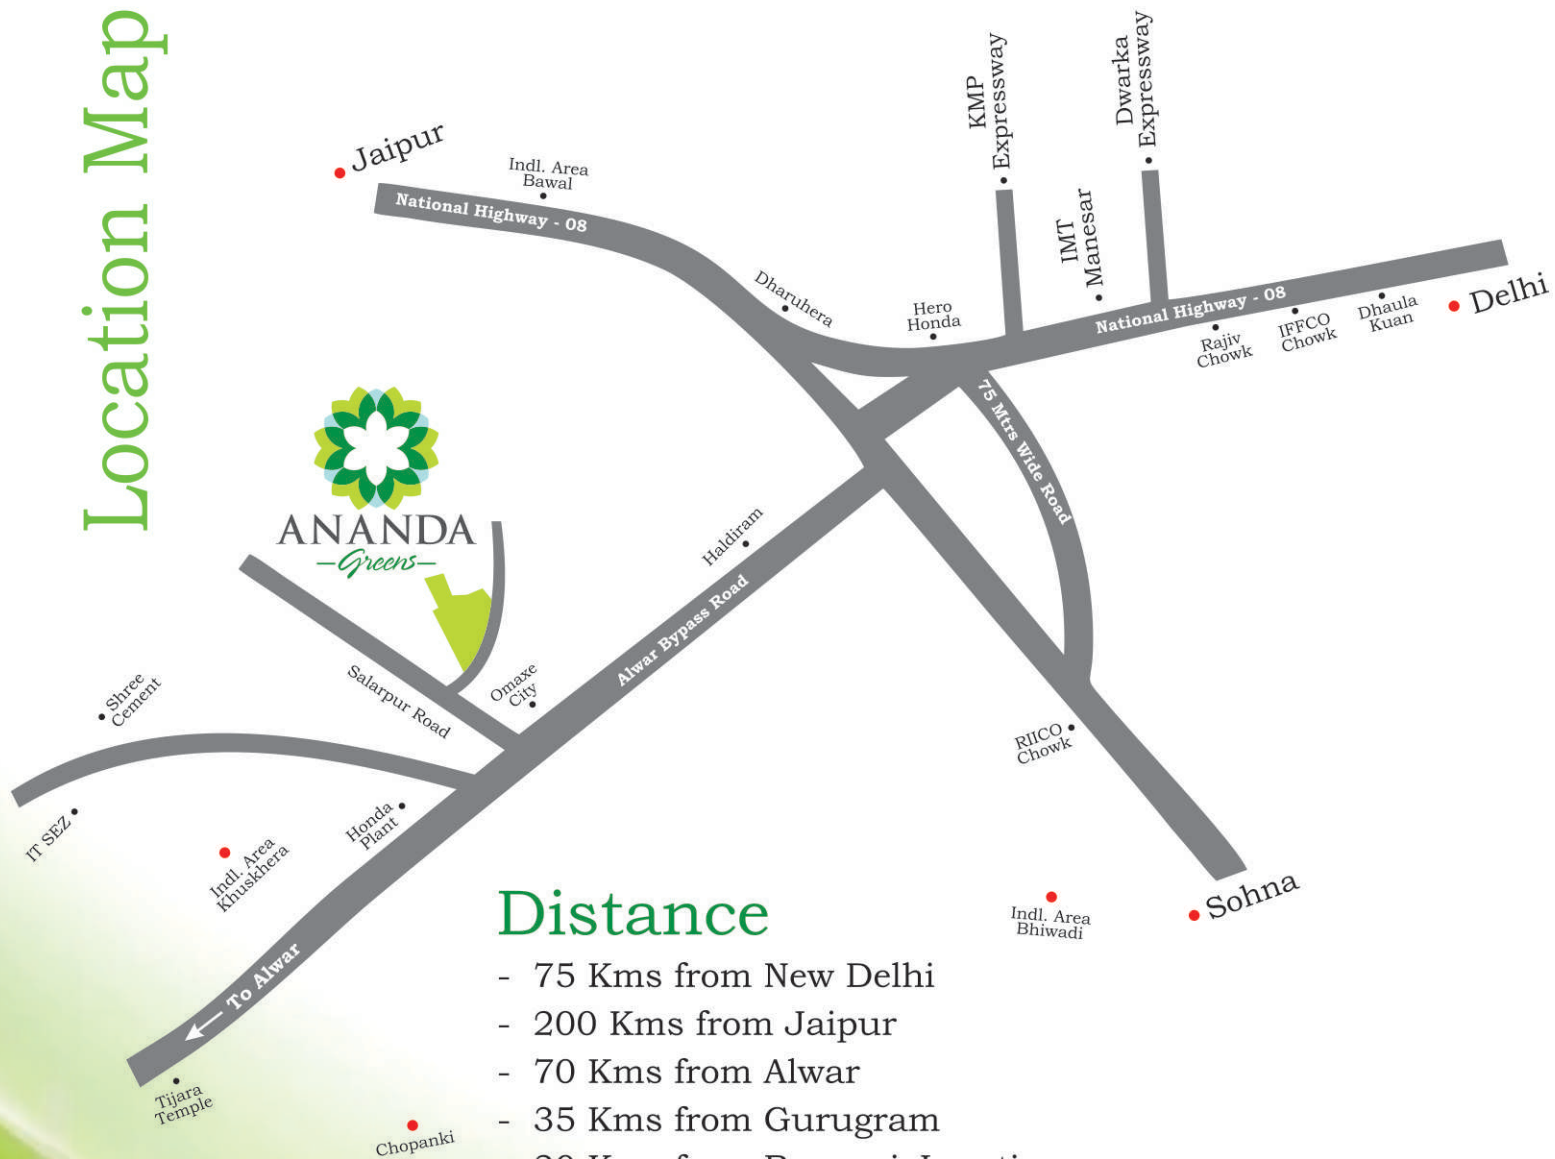 Location Map
Jaipur
Indl. Area
Bawal
National Highway - 08
Dharuhera
Hero
Honda
KMP
Expressway
IMT
Manesar
Dwarka
Expressway
National Highway - 08
Rajiv
Chowk
IFFCO
Chowk
Dhaula
Kuan
Delhi
75 Mtrs Wide Road
ANANDA
Greens
Haldiram
Alwar Bypass Road
Omaxe
City
Salarpur Road
Shree
Cement
IT SEZ
Indl. Area
Khuskhera
Honda
Plant
RIICO
Chowk
Indl. Area
Bhiwadi
Sohna
To Alwar
Tijara
Temple
Chopanki
Distance
- 75 Kms from New Delhi
- 200 Kms from Jaipur
- 70 Kms from Alwar
- 35 Kms from Gurugram